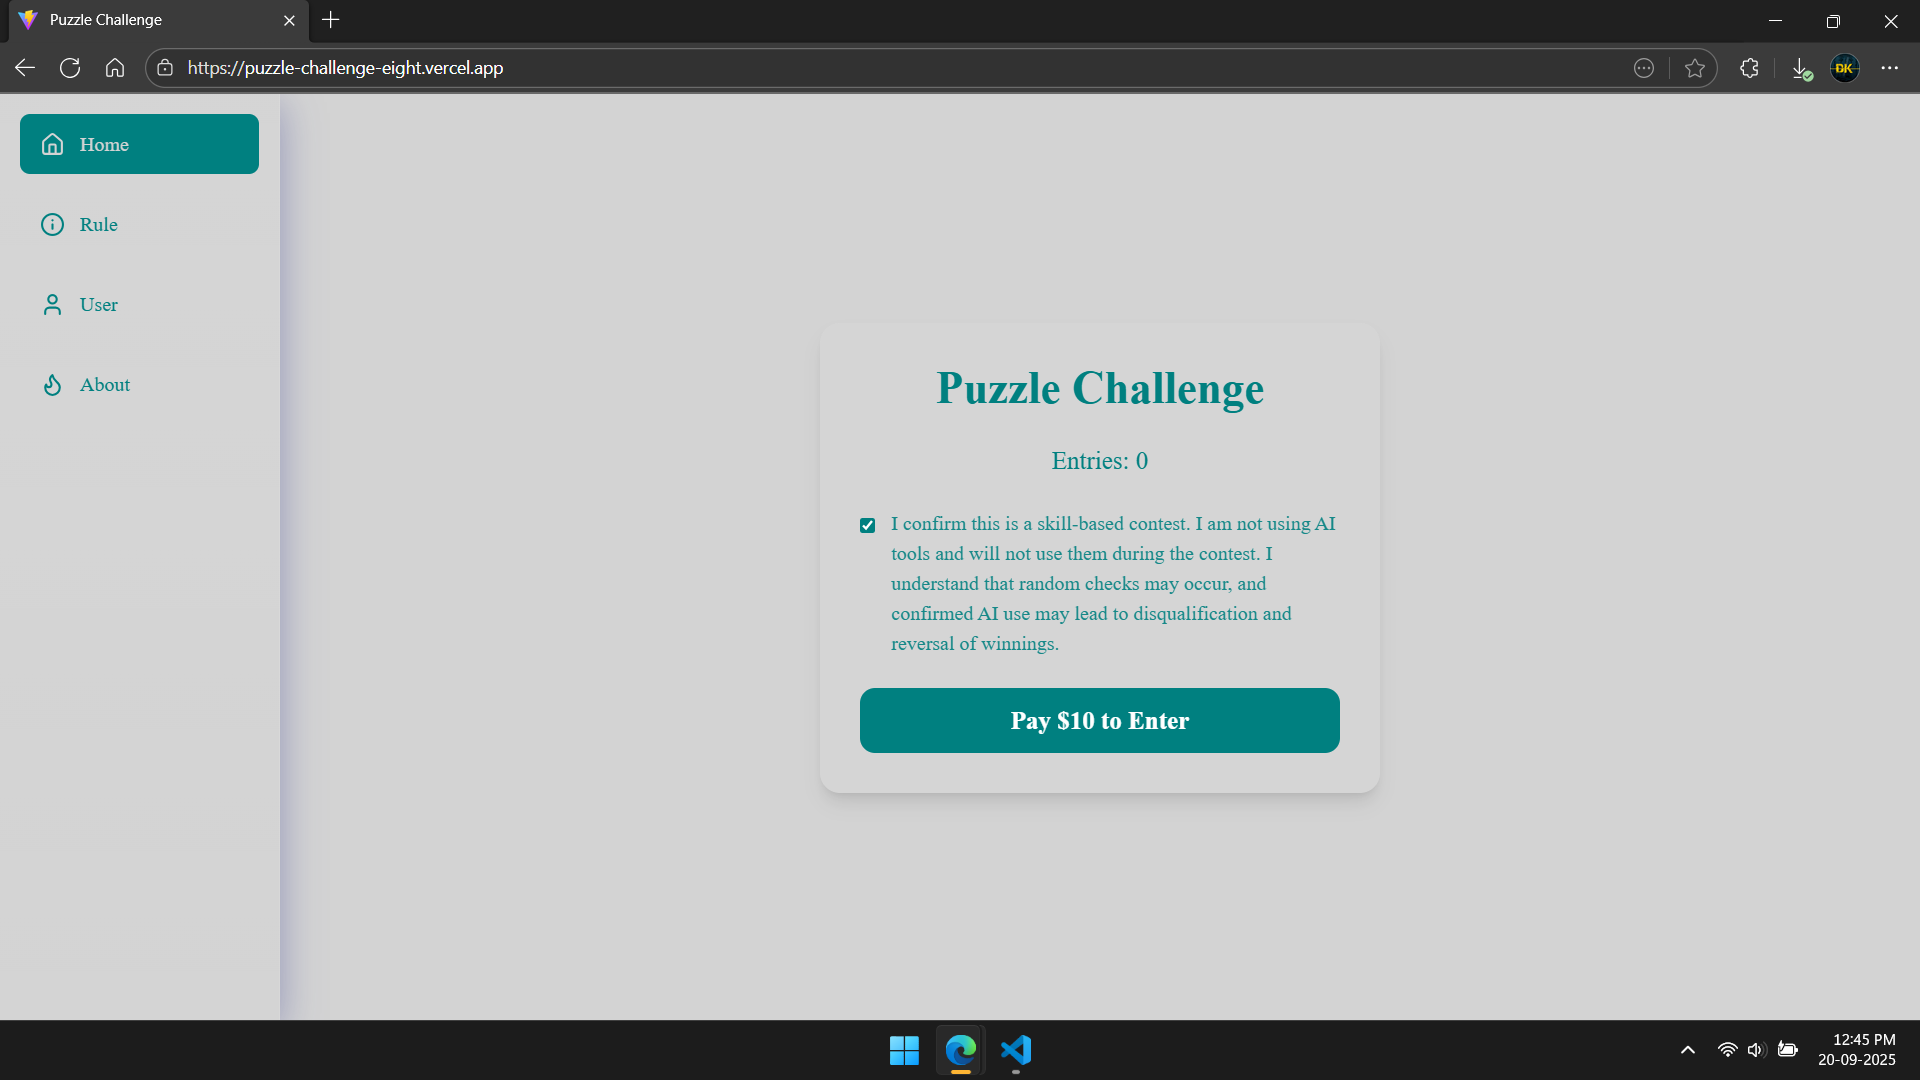 Puzzle Challenge
https://puzzle-challenge-eight.vercel.app
DK
Home
Rule
User
About
Puzzle Challenge
Entries: 0
I confirm this is a skill-based contest. I am not using AI
tools and will not use them during the contest. I
understand that random checks may occur, and
confirmed AI use may lead to disqualification and
reversal of winnings.
Pay $10 to Enter
12:45 PM
20-09-2025